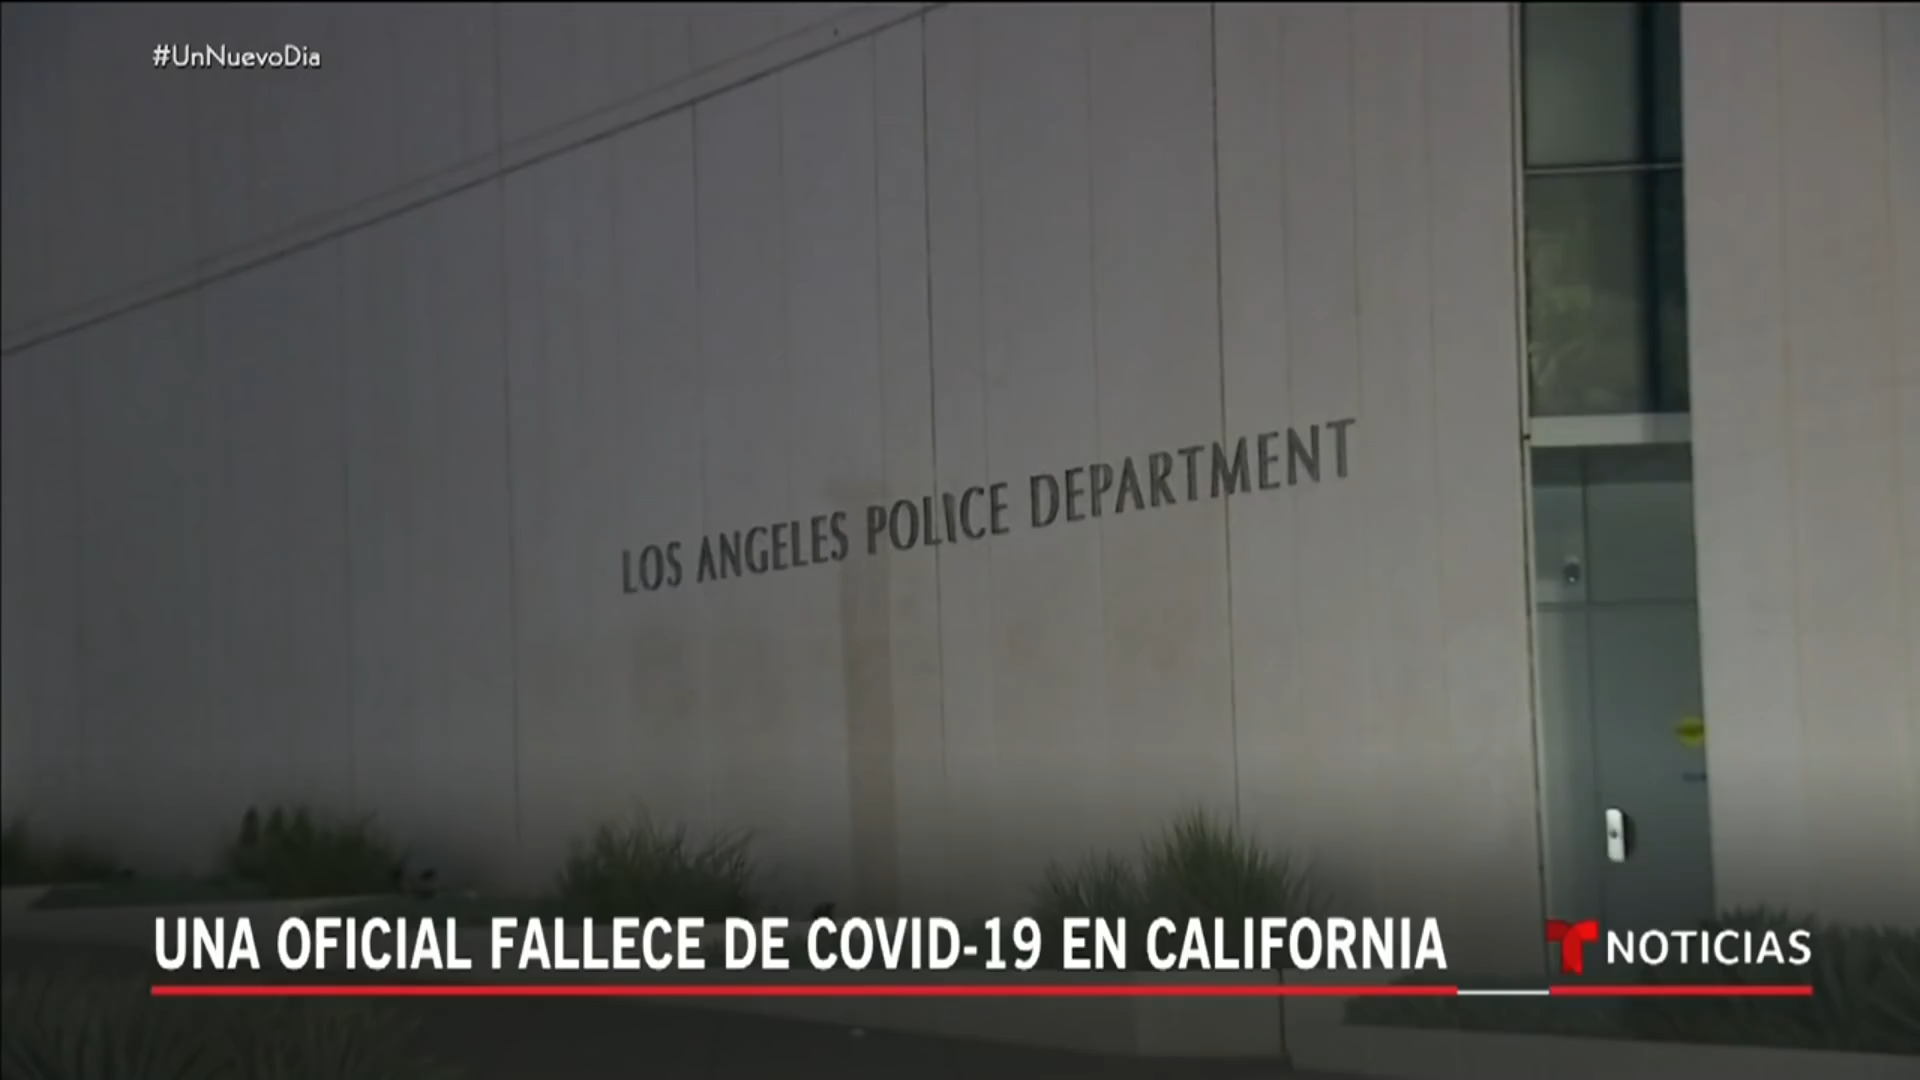 #UnNuevoDia
LOS ANGELES POLICE DEPARTMENT
UNA OFICIAL FALLECE DE COVID-19 EN CALIFORNIA
NOTICIAS